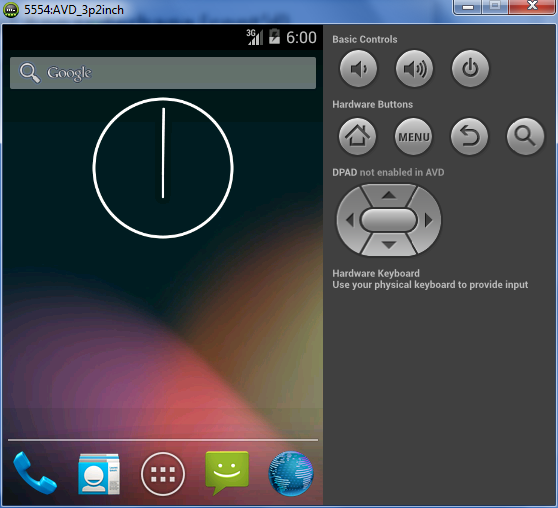 5554:AVD_3p2inch
3G 6:00
Google
Basic Controls
Hardware Buttons
MENU
DPAD not enabled in AVD
Hardware Keyboard
Use your physical keyboard to provide input